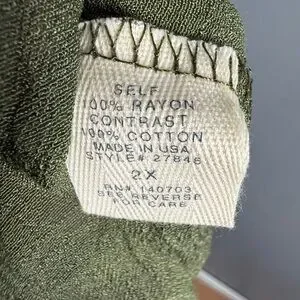 SELF
100% RAYON
CONTRAST
100% COTTON
MADE IN USA
STYLE# 27846
2X
RN# 140703
SEE REVERSE
FOR CARE